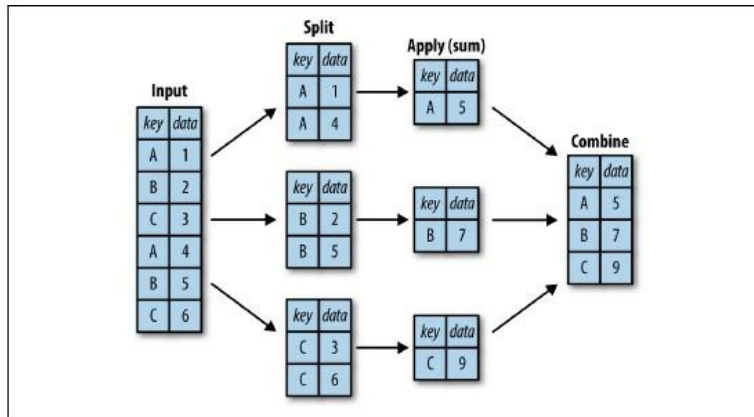 Input
key data
A 1
B 2
C 3
A 4
B 5
C 6
Split
key data
A 1
A 4
key data
B 2
B 5
key data
C 3
C 6
Apply (sum)
key data
A 5
key data
B 7
key data
C 9
Combine
key data
A 5
B 7
C 9